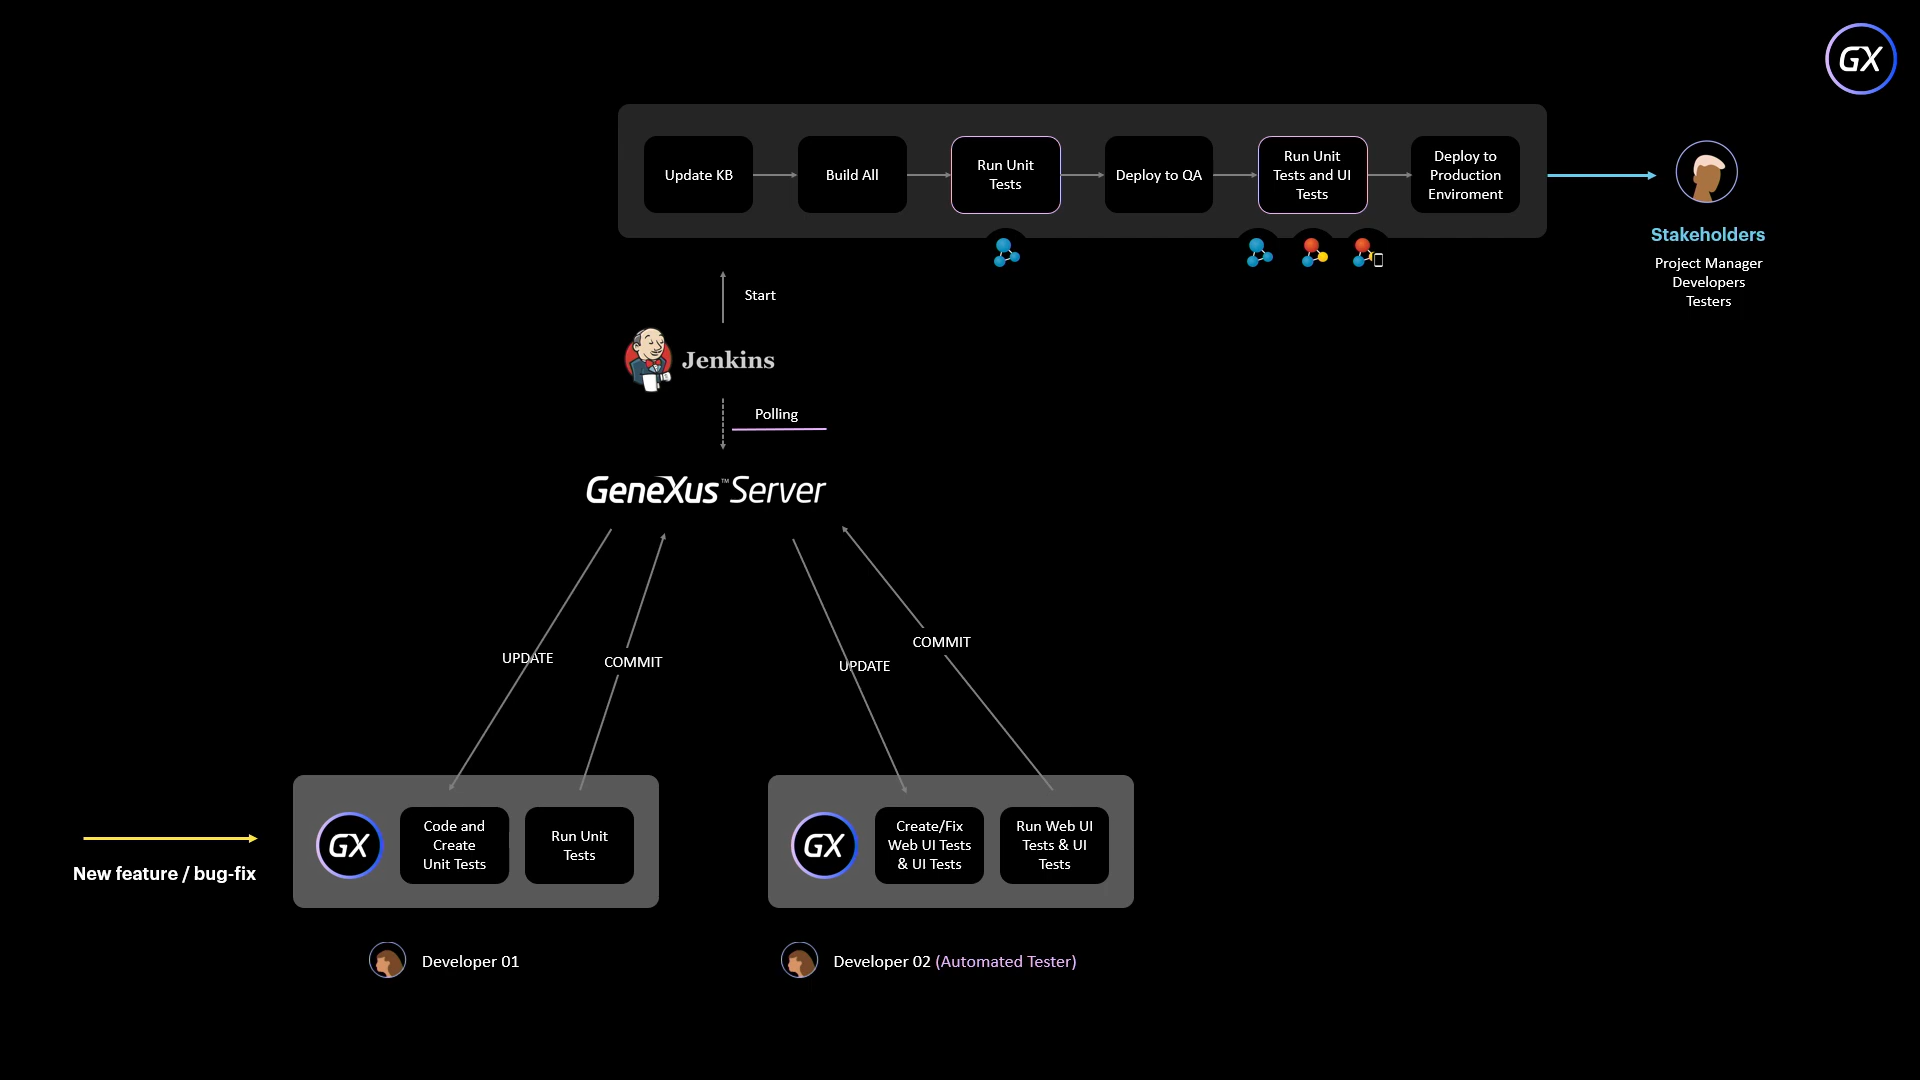 GX
Update KB
Build All
Run Unit
Tests
Deploy to QA
Run Unit
Tests and UI
Tests
Deploy to
Production
Enviroment
Stakeholders
Project Manager
Developers
Testers
Start
Jenkins
Polling
GeneXus™ Server
UPDATE
COMMIT
UPDATE
COMMIT
New feature / bug-fix
GX
Code and
Create
Unit Tests
Run Unit
Tests
GX
Create/Fix
Web UI Tests
& UI Tests
Run Web UI
Tests & UI
Tests
Developer 01
Developer 02 (Automated Tester)